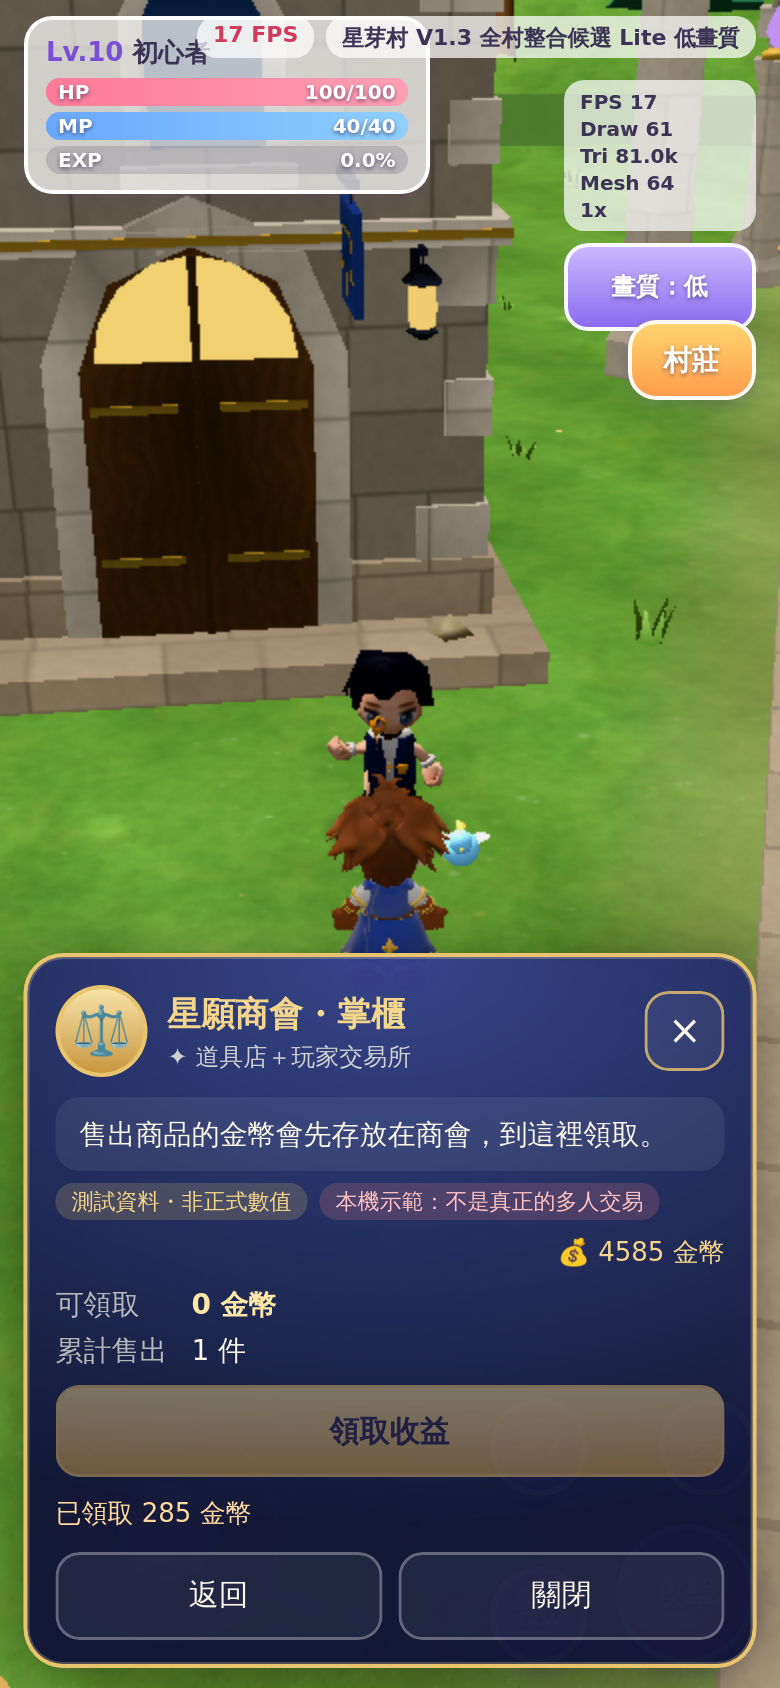 Lv.10 初心者
17 FPS
星芽村 V1.3 全村整合候選 Lite 低畫質
HP 100/100
MP 40/40
EXP 0.0%
FPS 17
Draw 61
Tri 81.0k
Mesh 64
1x
畫質：低
村莊
星願商會・掌櫃
✦ 道具店＋玩家交易所
×
售出商品的金幣會先存放在商會，到這裡領取。
測試資料・非正式數值
本機示範：不是真正的多人交易
💰 4585 金幣
可領取 0 金幣
累計售出 1 件
領取收益
已領取 285 金幣
返回
關閉